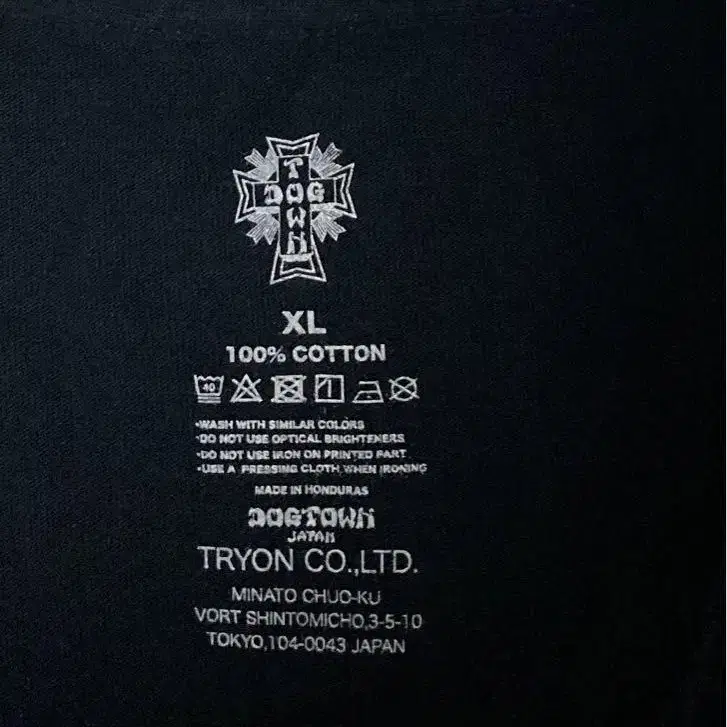 DOG
TOWN
XL
100% COTTON
40
•WASH WITH SIMILAR COLORS
•DO NOT USE OPTICAL BRIGHTENERS
•DO NOT USE IRON ON PRINTED PART.
•USE A PRESSING CLOTH, WHEN IRONING
MADE IN HONDURAS
DOGTOWN
JAPAN
TRYON CO.,LTD.
MINATO CHUO-KU
VORT SHINTOMICHO,3-5-10
TOKYO,104-0043 JAPAN